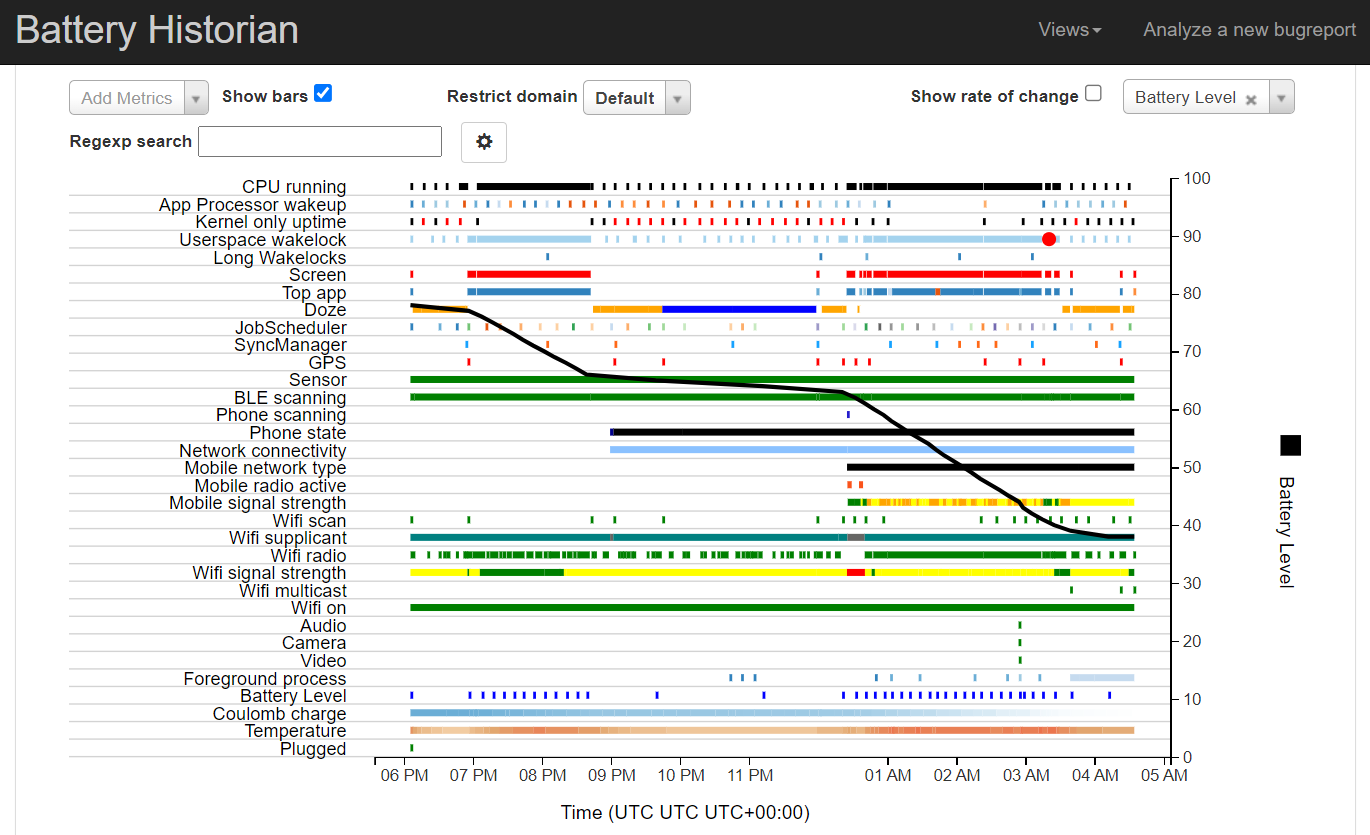 Battery Historian Views Analyze a new bugreport
Add Metrics Show bars Restrict domain Default Show rate of change Battery Level
Regexp search
CPU running
App Processor wakeup
Kernel only uptime
Userspace wakelock
Long Wakelocks
Screen
Top app
Doze
JobScheduler
SyncManager
GPS
Sensor
BLE scanning
Phone scanning
Phone state
Network connectivity
Mobile network type
Mobile radio active
Mobile signal strength
Wifi scan
Wifi supplicant
Wifi radio
Wifi signal strength
Wifi multicast
Wifi on
Audio
Camera
Video
Foreground process
Battery Level
Coulomb charge
Temperature
Plugged
100
90
80
70
60
50
40
30
20
10
0
Battery Level
06 PM 07 PM 08 PM 09 PM 10 PM 11 PM 01 AM 02 AM 03 AM 04 AM 05 AM
Time (UTC UTC UTC+00:00)